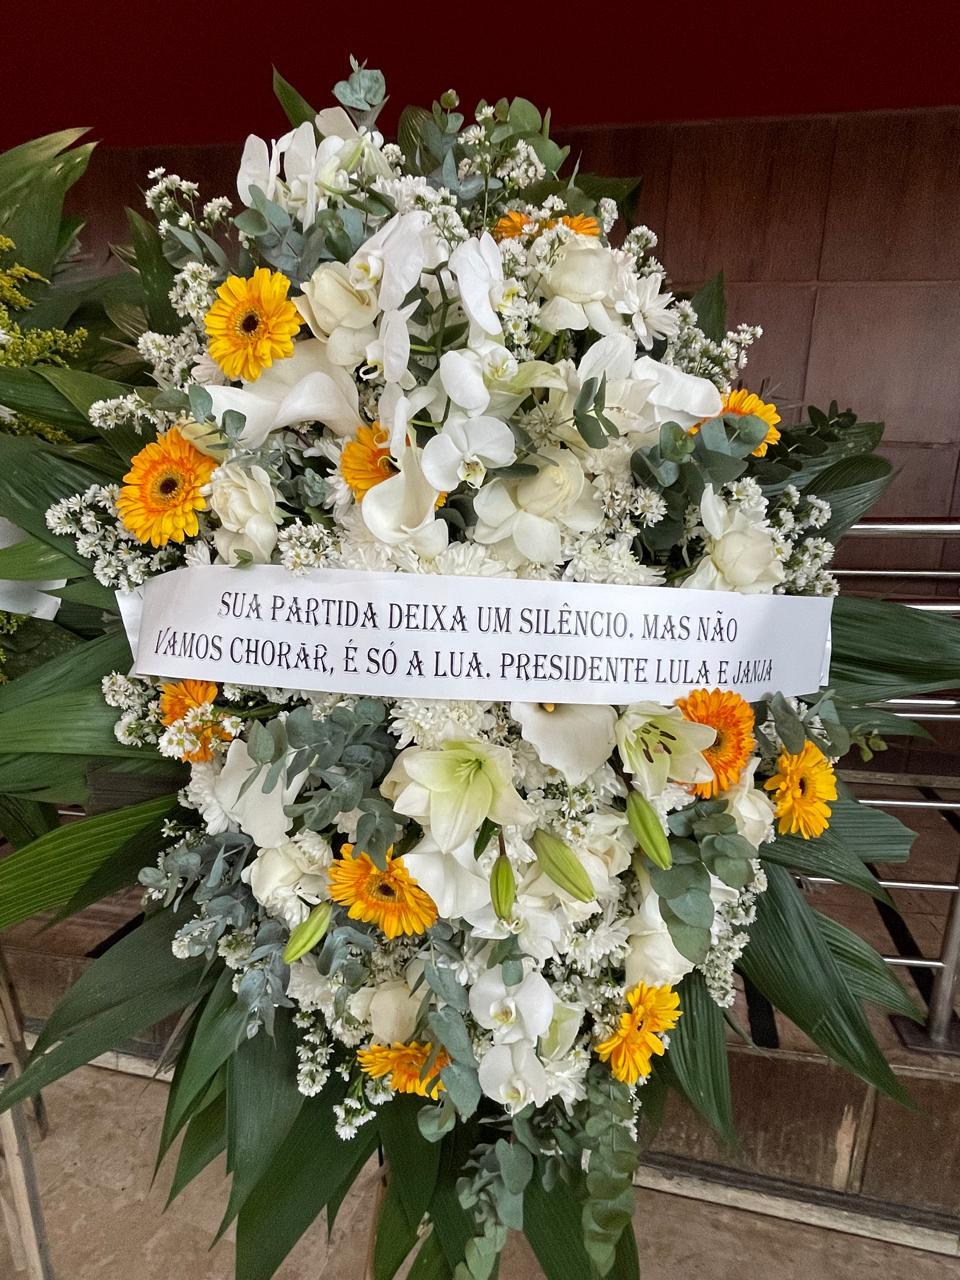 SUA PARTIDA DEIXA UM SILÊNCIO. MAS NÃO
VAMOS CHORAR, É SÓ A LUA. PRESIDENTE LULA E JANJA